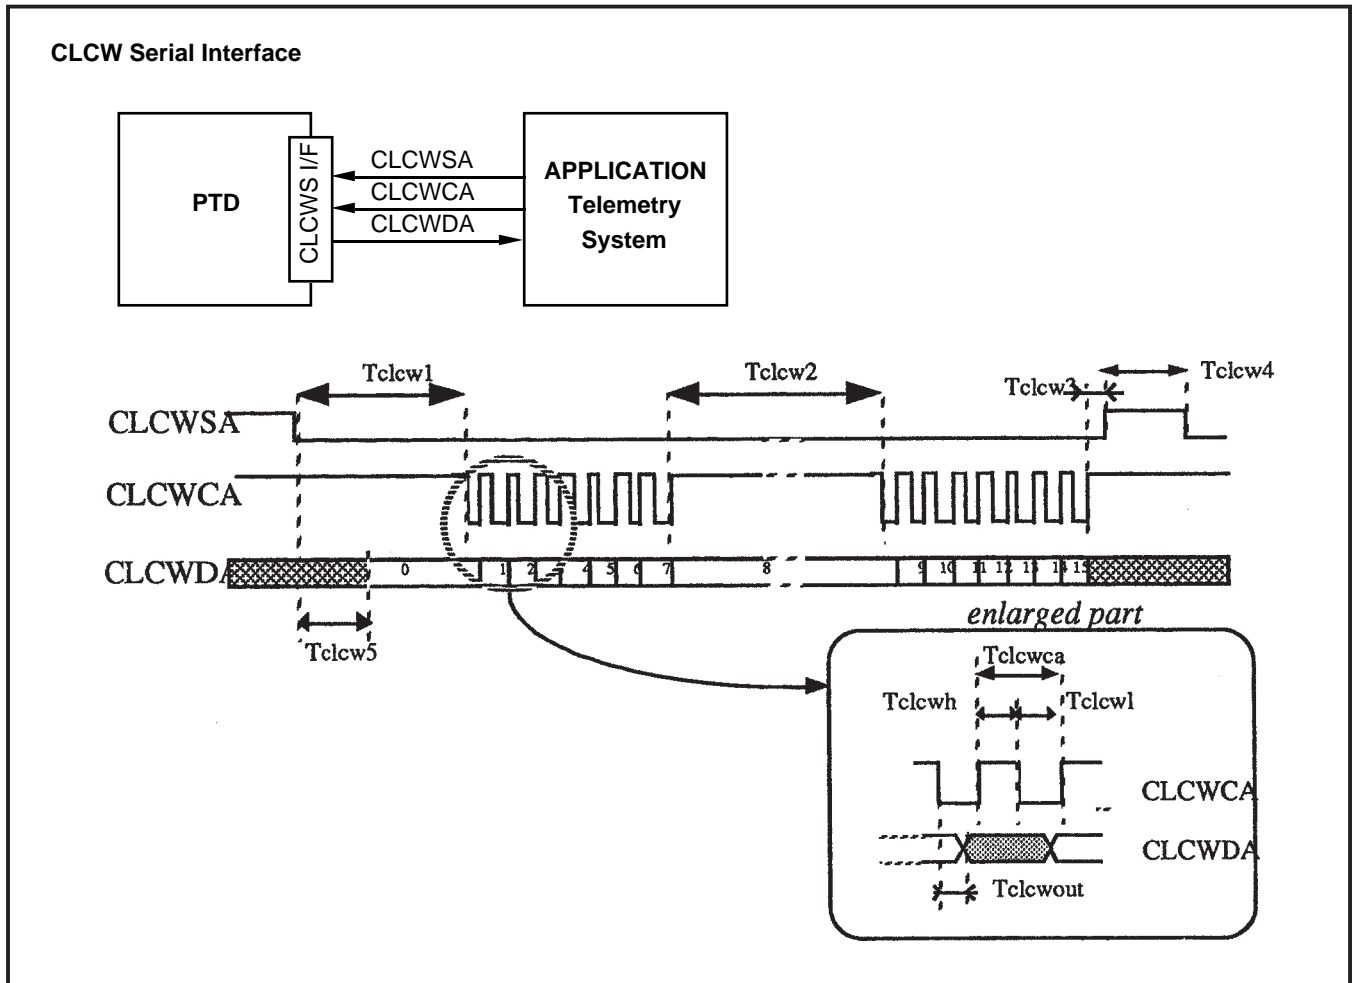 CLCW Serial Interface
PTD
CLCWS I/F
CLCWSA
CLCWCA
CLCWDA
APPLICATION
Telemetry
System
Tclcw1
Tclcw2
Tclcw3
Tclcw4
CLCWSA
CLCWCA
CLCWDA
0 1 2 3 4 5 6 7 8 9 10 11 12 13 14 15
Tclcw5
enlarged part
Tclcwca
Tclcwh
Tclcwl
CLCWCA
CLCWDA
Tclcwout